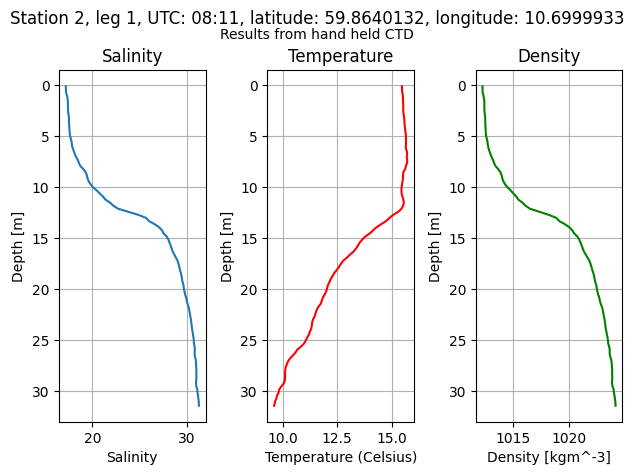 Station 2, leg 1, UTC: 08:11, latitude: 59.8640132, longitude: 10.6999933
Results from hand held CTD
Salinity
Temperature
Density
0
5
10
15
20
25
30
Depth [m]
20
30
Salinity
0
5
10
15
20
25
30
Depth [m]
10.0
12.5
15.0
Temperature (Celsius)
0
5
10
15
20
25
30
Depth [m]
1015
1020
Density [kgm^-3]